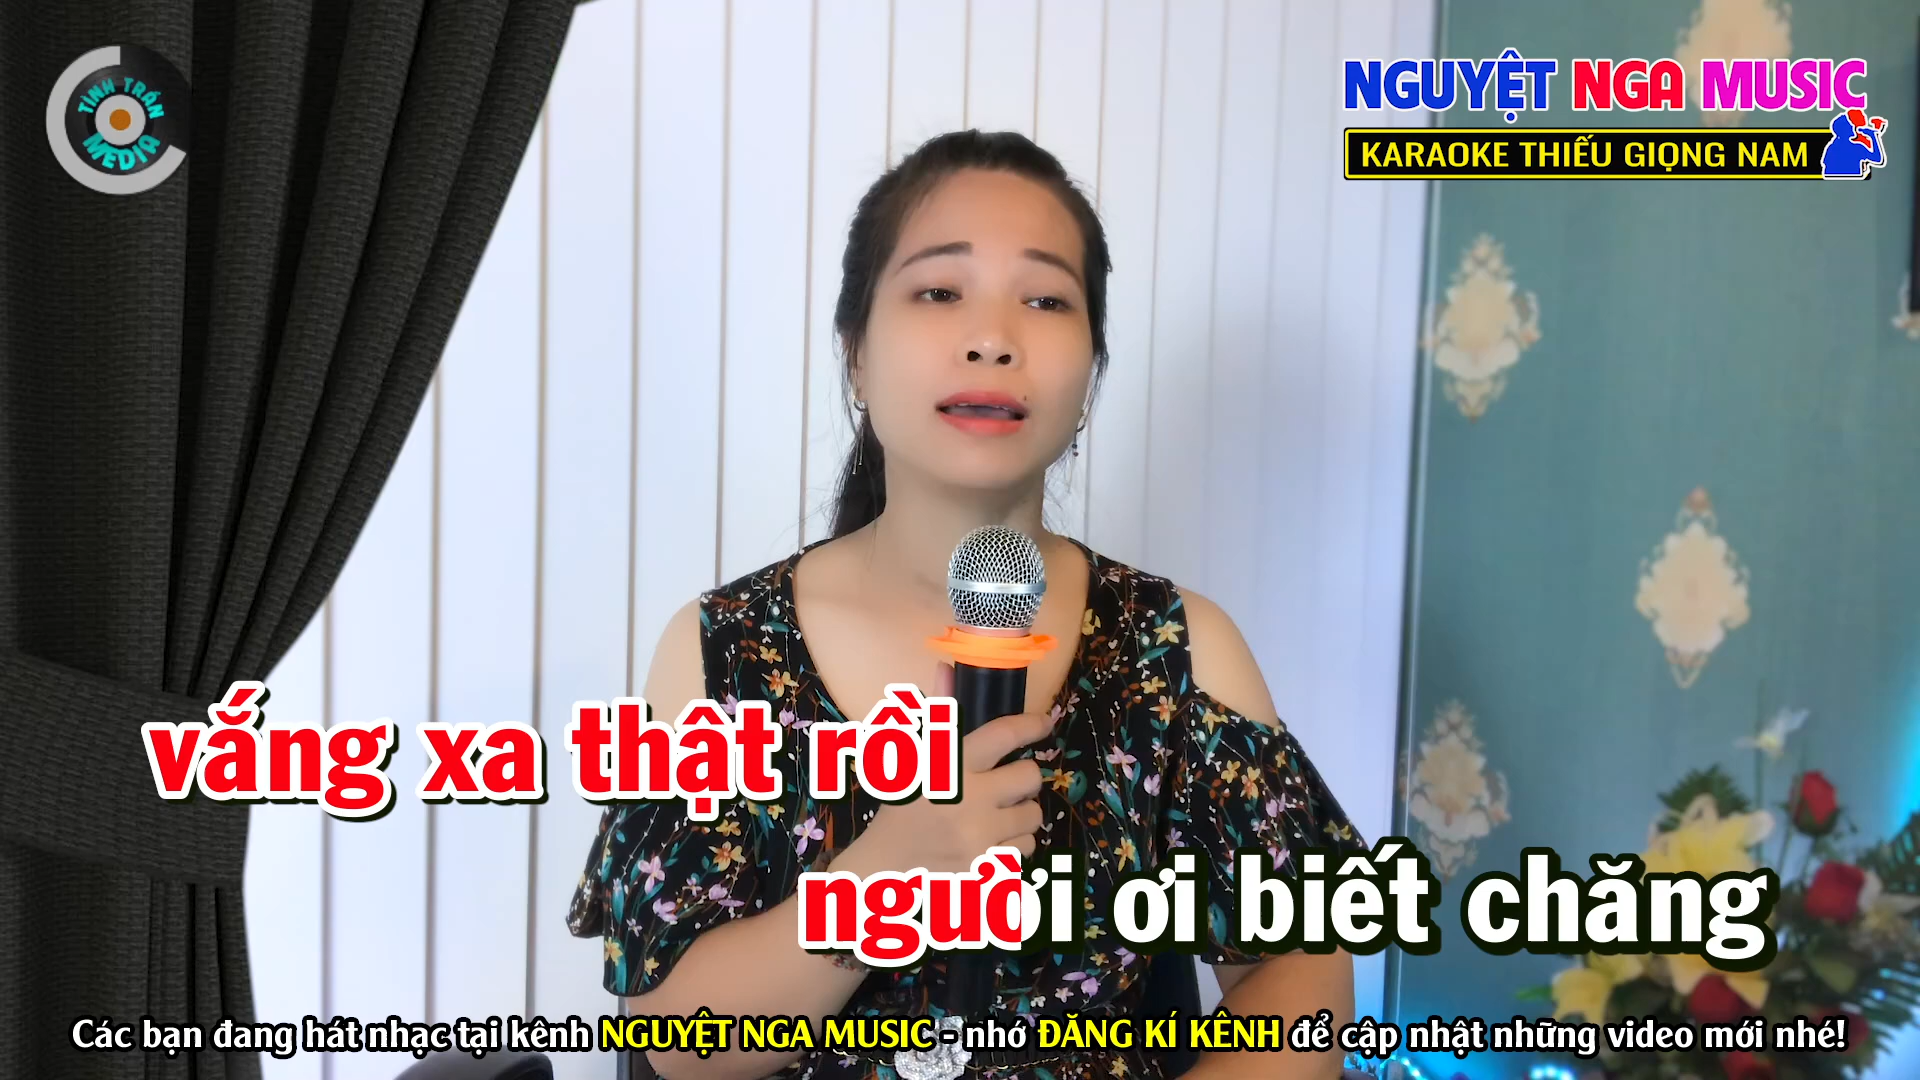 TÌNH TRẦN
MEDIA
NGUYỆT NGA MUSIC
KARAOKE THIẾU GIỌNG NAM
vắng xa thật rồi
người ơi biết chăng
Các bạn đang hát nhạc tại kênh NGUYỆT NGA MUSIC - nhớ ĐĂNG KÍ KÊNH để cập nhật những video mới nhé!